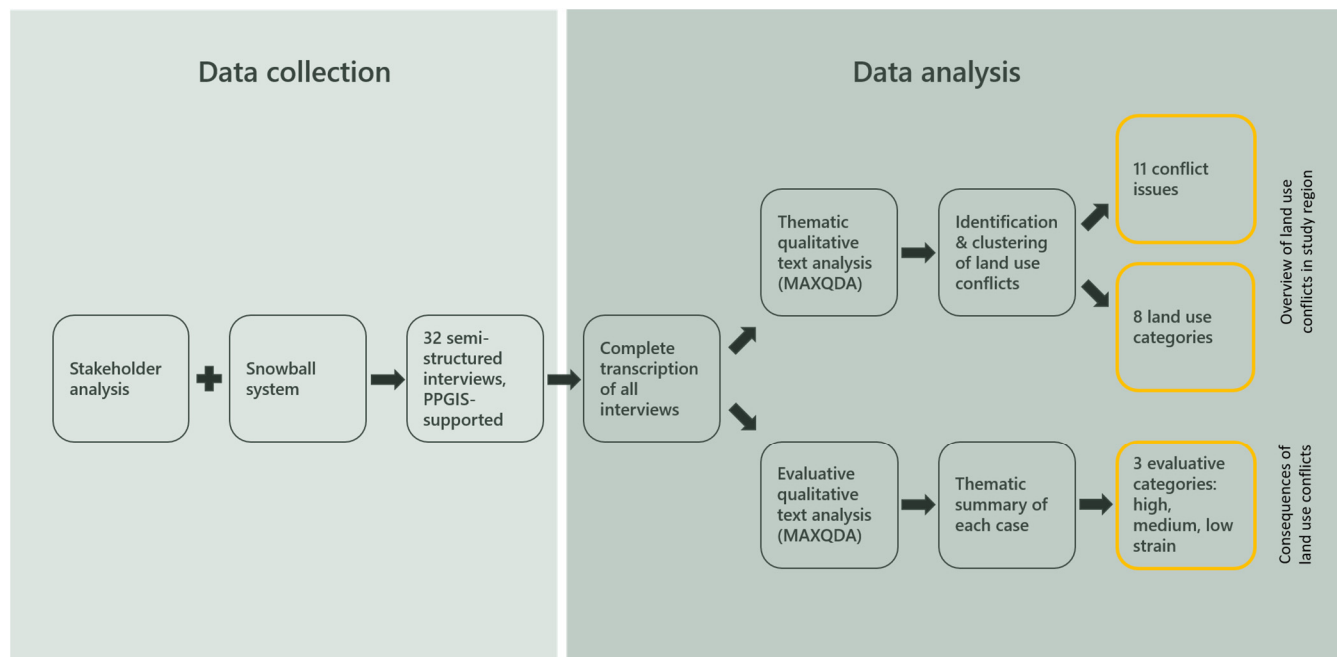 Data collection
Data analysis
Stakeholder
analysis
Snowball
system
32 semi-
structured
interviews,
PPGIS-
supported
Complete
transcription
of all
interviews
Thematic
qualitative
text analysis
(MAXQDA)
Identification
& clustering
of land use
conflicts
11 conflict
issues
8 land use
categories
Overview of land use
conflicts in study region
Evaluative
qualitative
text analysis
(MAXQDA)
Thematic
summary of
each case
3 evaluative
categories:
high,
medium, low
strain
Consequences of
land use conflicts